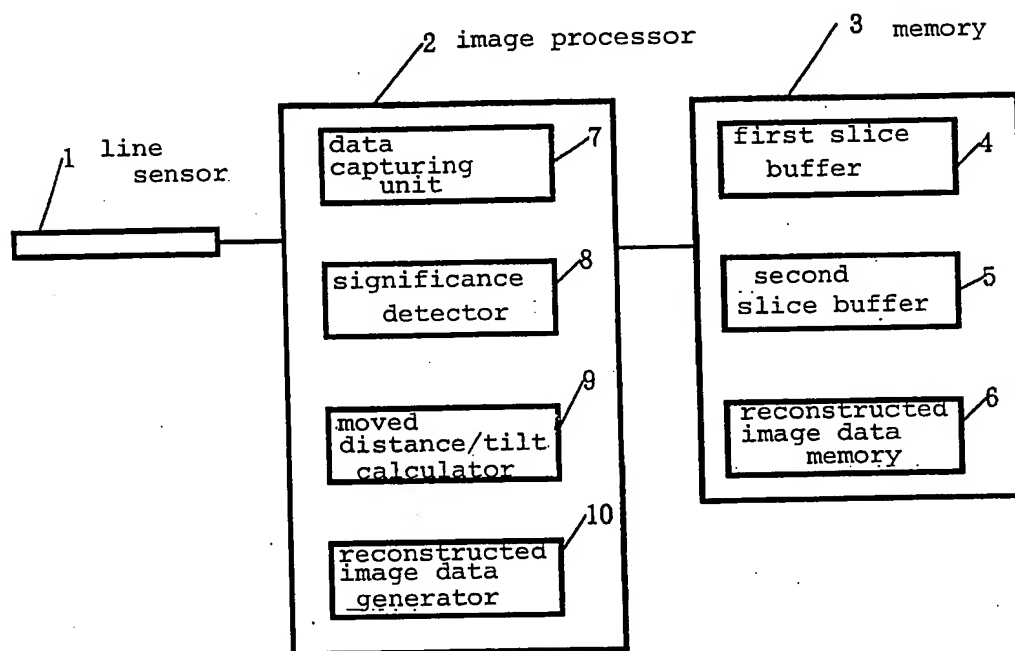 2 image processor
3 memory
1 line
sensor
data
capturing
unit
7
first slice
buffer
4
significance
detector
8
second
slice buffer
5
moved
distance/tilt
calculator
9
reconstructed
image data
memory
6
reconstructed
image data
generator
10